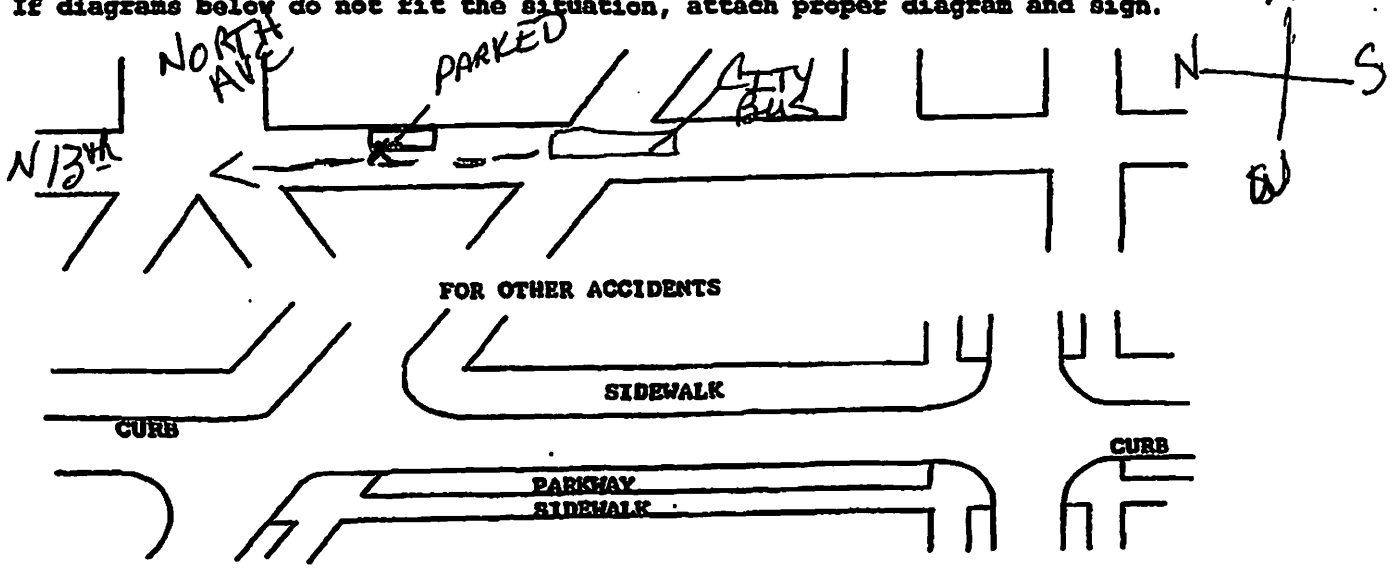 If diagrams below do not fit the situation, attach proper diagram and sign.
NORTH
AVE
PARKED
CITY
BUS
N
S
N 13th
W
FOR OTHER ACCIDENTS
SIDEWALK
CURB
CURB
PARKWAY
SIDEWALK